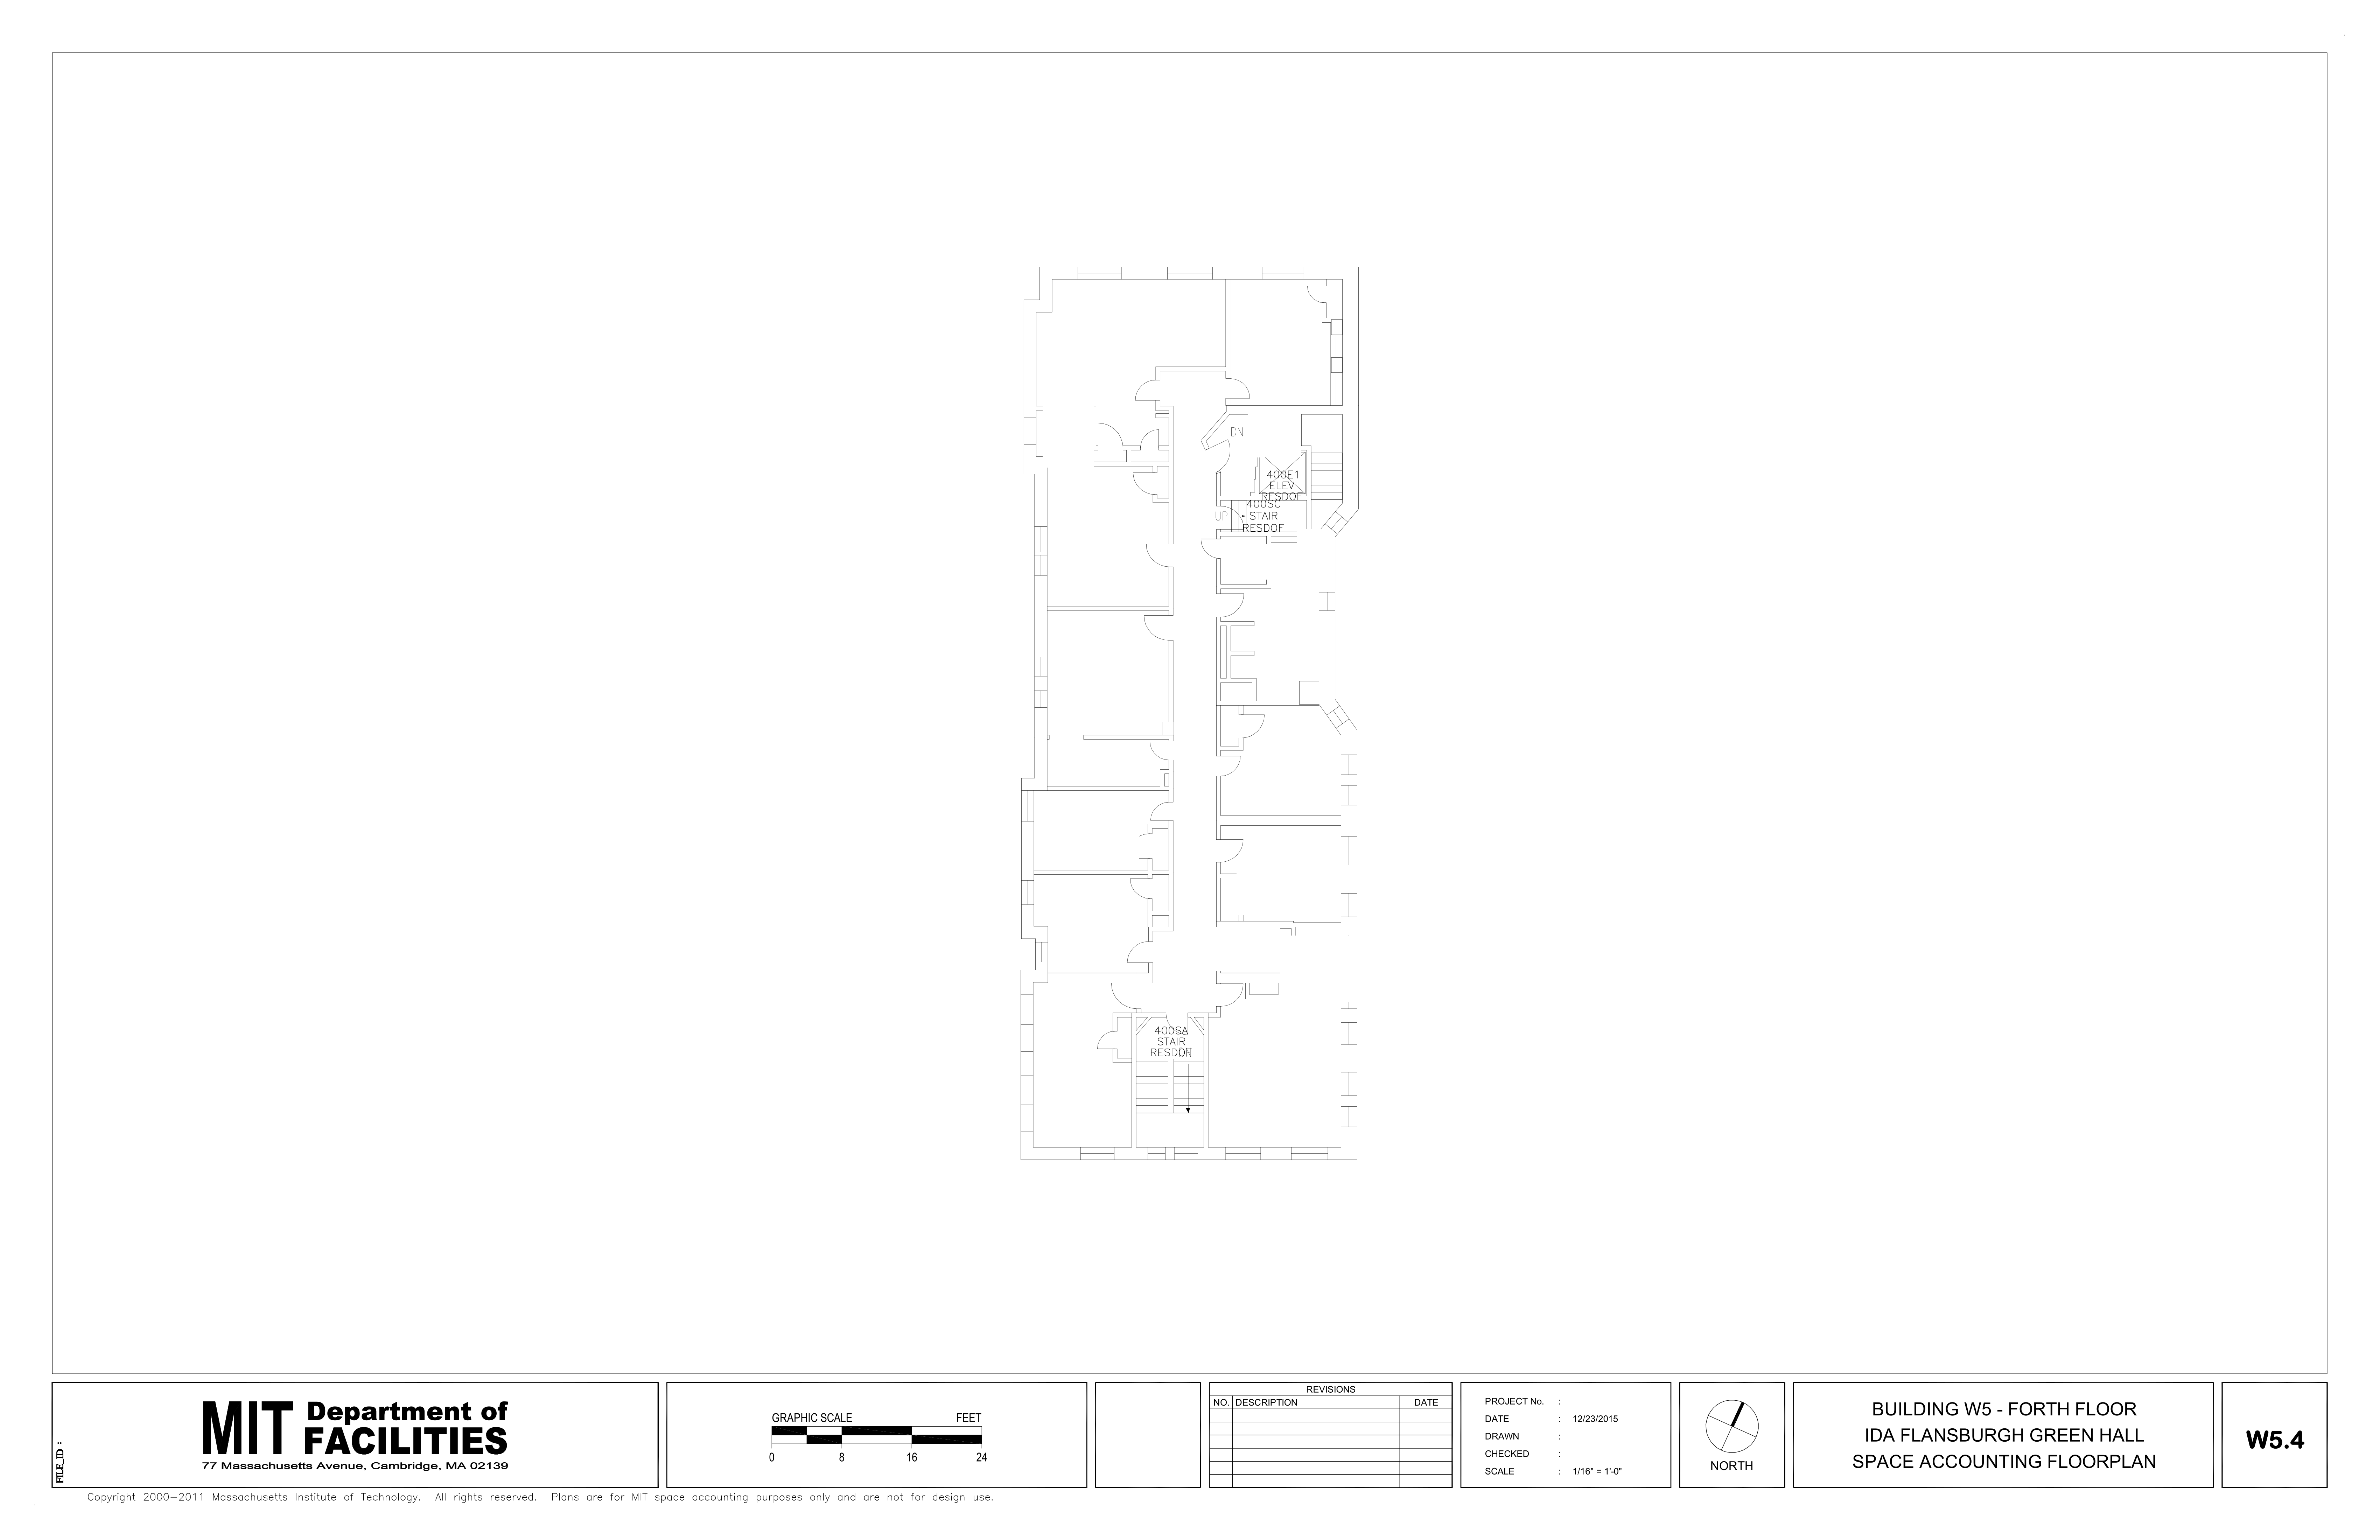 DN
400E1
ELEV
RESDOF
400SC
UP
STAIR
RESDOF
400SA
STAIR
RESDOF
DN
FILE_ID :
MIT Department of
FACILITIES
77 Massachusetts Avenue, Cambridge, MA 02139
GRAPHIC SCALE FEET
0 8 16 24
REVISIONS
NO. DESCRIPTION DATE
PROJECT No. :
DATE : 12/23/2015
DRAWN :
CHECKED :
SCALE : 1/16" = 1'-0"
NORTH
BUILDING W5 - FORTH FLOOR
IDA FLANSBURGH GREEN HALL
SPACE ACCOUNTING FLOORPLAN
W5.4
Copyright 2000-2011 Massachusetts Institute of Technology. All rights reserved. Plans are for MIT space accounting purposes only and are not for design use.